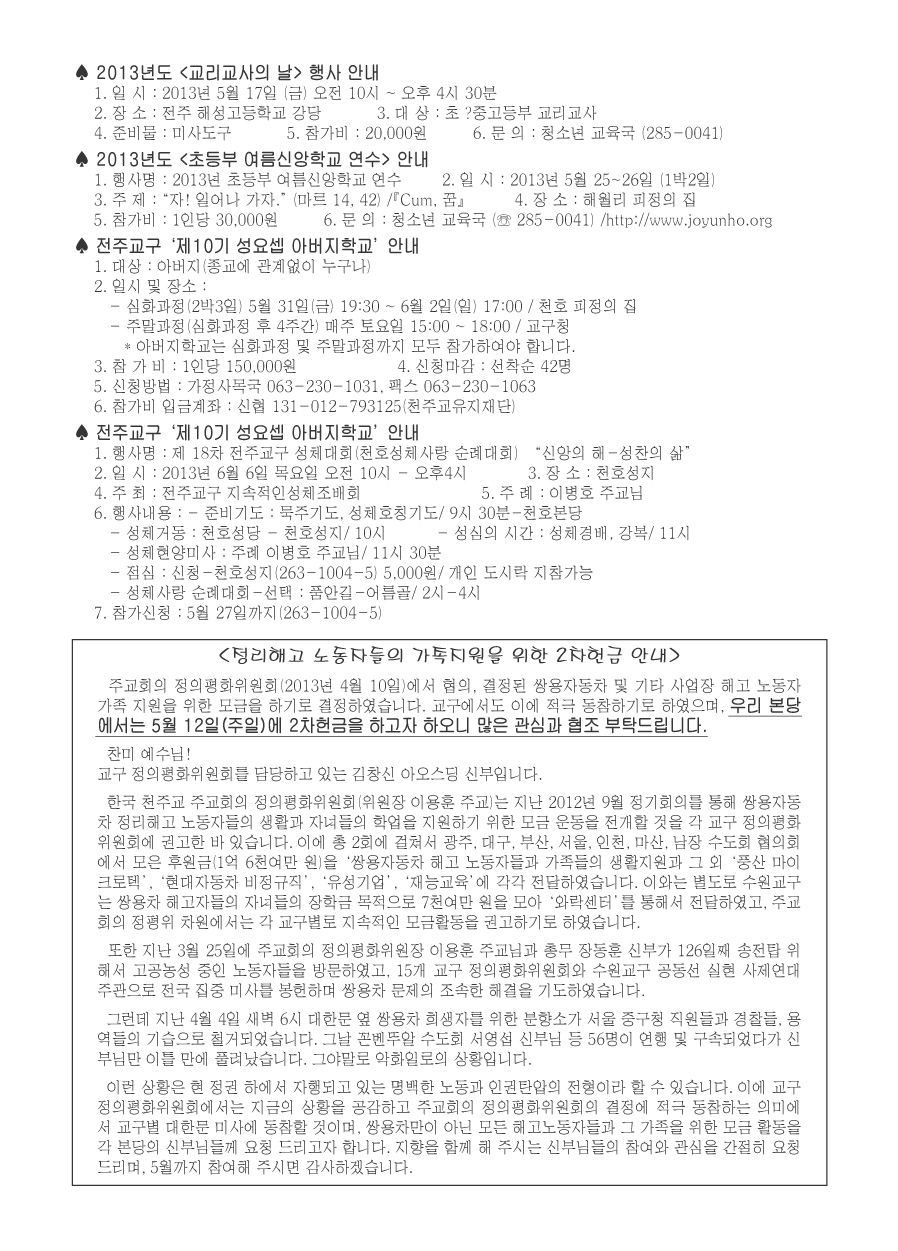 ♠ 2013년도 <교리교사의 날> 행사 안내
1. 일 시 : 2013년 5월 17일 (금) 오전 10시 ~ 오후 4시 30분
2. 장 소 : 전주 해성고등학교 강당 3. 대 상 : 초 ?중고등부 교리교사
4. 준비물 : 미사도구 5. 참가비 : 20,000원 6. 문 의 : 청소년 교육국 (285-0041)
♠ 2013년도 <초등부 여름신앙학교 연수> 안내
1. 행사명 : 2013년 초등부 여름신앙학교 연수 2. 일 시 : 2013년 5월 25~26일 (1박2일)
3. 주 제 : “자! 일어나 가자.” (마르 14, 42) /『Cum, 꿈』 4. 장 소 : 해월리 피정의 집
5. 참가비 : 1인당 30,000원 6. 문 의 : 청소년 교육국 (☏ 285-0041) /http://www.joyunho.org
♠ 전주교구 ‘제10기 성요셉 아버지학교’ 안내
1. 대상 : 아버지(종교에 관계없이 누구나)
2. 일시 및 장소 :
- 심화과정(2박3일) 5월 31일(금) 19:30 ~ 6월 2일(일) 17:00 / 천호 피정의 집
- 주말과정(심화과정 후 4주간) 매주 토요일 15:00 ~ 18:00 / 교구청
* 아버지학교는 심화과정 및 주말과정까지 모두 참가하여야 합니다.
3. 참 가 비 : 1인당 150,000원 4. 신청마감 : 선착순 42명
5. 신청방법 : 가정사목국 063-230-1031, 팩스 063-230-1063
6. 참가비 입금계좌 : 신협 131-012-793125(천주교유지재단)
♠ 전주교구 ‘제10기 성요셉 아버지학교’ 안내
1. 행사명 : 제 18차 전주교구 성체대회(천호성체사랑 순례대회) “신앙의 해-성찬의 삶”
2. 일 시 : 2013년 6월 6일 목요일 오전 10시 - 오후4시 3. 장 소 : 천호성지
4. 주 최 : 전주교구 지속적인성체조배회 5. 주 례 : 이병호 주교님
6. 행사내용 : - 준비기도 : 묵주기도, 성체호칭기도/ 9시 30분-천호본당
- 성체거동 : 천호성당 - 천호성지/ 10시 - 성심의 시간 : 성체경배, 강복/ 11시
- 성체현양미사 : 주례 이병호 주교님/ 11시 30분
- 점심 : 신청-천호성지(263-1004-5) 5,000원/ 개인 도시락 지참가능
- 성체사랑 순례대회-선택 : 품안길-어름골/ 2시-4시
7. 참가신청 : 5월 27일까지(263-1004-5)
<정리해고 노동자들의 가족지원을 위한 2차헌금 안내>
주교회의 정의평화위원회(2013년 4월 10일)에서 협의, 결정된 쌍용자동차 및 기타 사업장 해고 노동자
가족 지원을 위한 모금을 하기로 결정하였습니다. 교구에서도 이에 적극 동참하기로 하였으며, 우리 본당
에서는 5월 12일(주일)에 2차헌금을 하고자 하오니 많은 관심과 협조 부탁드립니다.
찬미 예수님!
교구 정의평화위원회를 담당하고 있는 김창신 아오스딩 신부입니다.
한국 천주교 주교회의 정의평화위원회(위원장 이용훈 주교)는 지난 2012년 9월 정기회의를 통해 쌍용자동
차 정리해고 노동자들의 생활과 자녀들의 학업을 지원하기 위한 모금 운동을 전개할 것을 각 교구 정의평화
위원회에 권고한 바 있습니다. 이에 총 2회에 걸쳐서 광주, 대구, 부산, 서울, 인천, 마산, 남장 수도회 협의회
에서 모은 후원금(1억 6천여만 원)을 ‘쌍용자동차 해고 노동자들과 가족들의 생활지원과 그 외 ‘풍산 마이
크로텍’, ‘현대자동차 비정규직’, ‘유성기업’, ‘재능교육’에 각각 전달하였습니다. 이와는 별도로 수원교구
는 쌍용차 해고자들의 자녀들의 장학금 목적으로 7천여만 원을 모아 ‘와락센터’를 통해서 전달하였고, 주교
회의 정평위 차원에서는 각 교구별로 지속적인 모금활동을 권고하기로 하였습니다.
또한 지난 3월 25일에 주교회의 정의평화위원장 이용훈 주교님과 총무 장동훈 신부가 126일째 송전탑 위
해서 고공농성 중인 노동자들을 방문하였고, 15개 교구 정의평화위원회와 수원교구 공동선 실현 사제연대
주관으로 전국 집중 미사를 봉헌하며 쌍용차 문제의 조속한 해결을 기도하였습니다.
그런데 지난 4월 4일 새벽 6시 대한문 옆 쌍용차 희생자를 위한 분향소가 서울 중구청 직원들과 경찰들, 용
역들의 기습으로 철거되었습니다. 그날 꼰벤뚜알 수도회 서영섭 신부님 등 56명이 연행 및 구속되었다가 신
부님만 이틀 만에 풀려났습니다. 그야말로 악화일로의 상황입니다.
이런 상황은 현 정권 하에서 자행되고 있는 명백한 노동과 인권탄압의 전형이라 할 수 있습니다. 이에 교구
정의평화위원회에서는 지금의 상황을 공감하고 주교회의 정의평화위원회의 결정에 적극 동참하는 의미에
서 교구별 대한문 미사에 동참할 것이며, 쌍용차만이 아닌 모든 해고노동자들과 그 가족을 위한 모금 활동을
각 본당의 신부님들께 요청 드리고자 합니다. 지향을 함께 해 주시는 신부님들의 참여와 관심을 간절히 요청
드리며, 5월까지 참여해 주시면 감사하겠습니다.